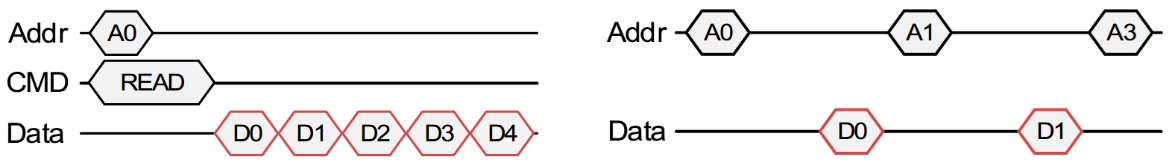 Addr A0
CMD READ
Data D0 D1 D2 D3 D4
Addr A0 A1 A3
Data D0 D1